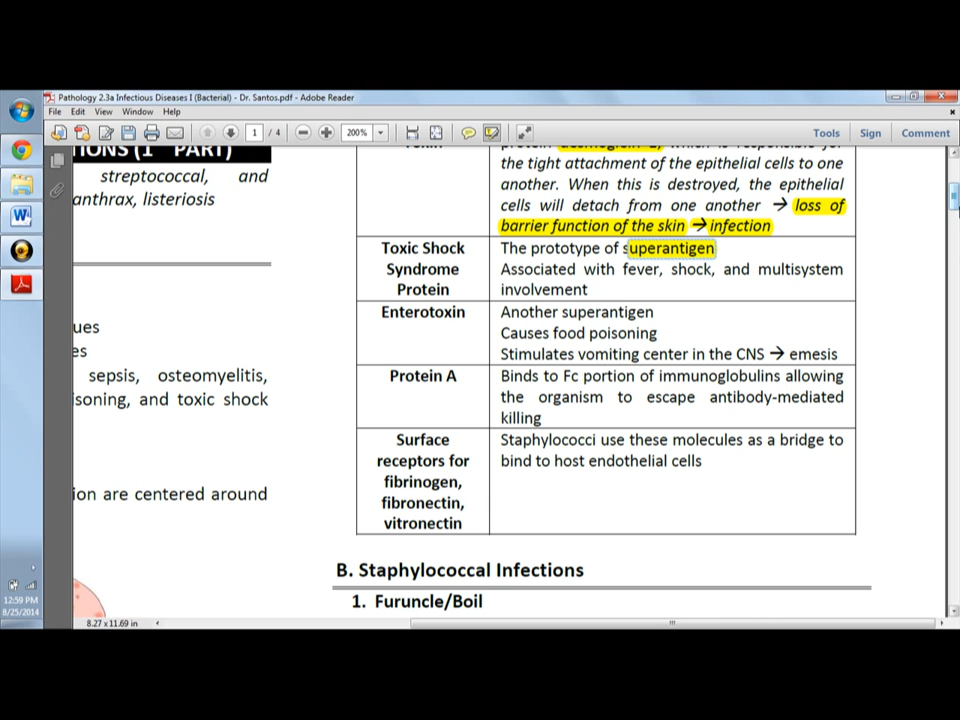 Pathology 2.3a Infectious Diseases I (Bacterial) - Dr. Santos.pdf - Adobe Reader
File Edit View Window Help
1 / 4 200% Tools Sign Comment
PART)
streptococcal, and
anthrax, listeriosis
sepsis, osteomyelitis,
and toxic shock
are centered around
the tight attachment of the epithelial cells to one
another. When this is destroyed, the epithelial
cells will detach from one another → loss of
barrier function of the skin → infection
Toxic Shock
Syndrome
Protein
The prototype of superantigen
Associated with fever, shock, and multisystem
involvement
Enterotoxin
Another superantigen
Causes food poisoning
Stimulates vomiting center in the CNS → emesis
Protein A
Binds to Fc portion of immunoglobulins allowing
the organism to escape antibody-mediated
killing
Surface
receptors for
fibrinogen,
fibronectin,
vitronectin
Staphylococci use these molecules as a bridge to
bind to host endothelial cells
B. Staphylococcal Infections
1. Furuncle/Boil
12:59 PM
8/25/2014
8.27 x 11.69 in